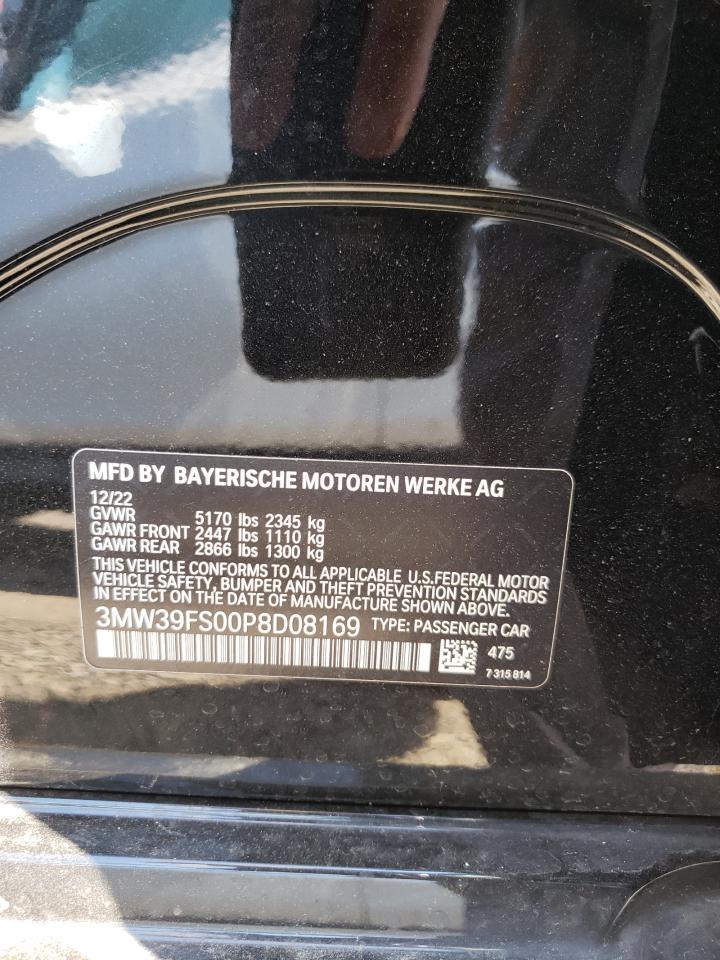 MFD BY BAYERISCHE MOTOREN WERKE AG
12/22
GVWR 5170 lbs 2345 kg
GAWR FRONT 2447 lbs 1110 kg
GAWR REAR 2866 lbs 1300 kg
THIS VEHICLE CONFORMS TO ALL APPLICABLE U.S.FEDERAL MOTOR
VEHICLE SAFETY, BUMPER AND THEFT PREVENTION STANDARDS
IN EFFECT ON THE DATE OF MANUFACTURE SHOWN ABOVE.
3MW39FS00P8D08169 TYPE: PASSENGER CAR
475
7 315 814